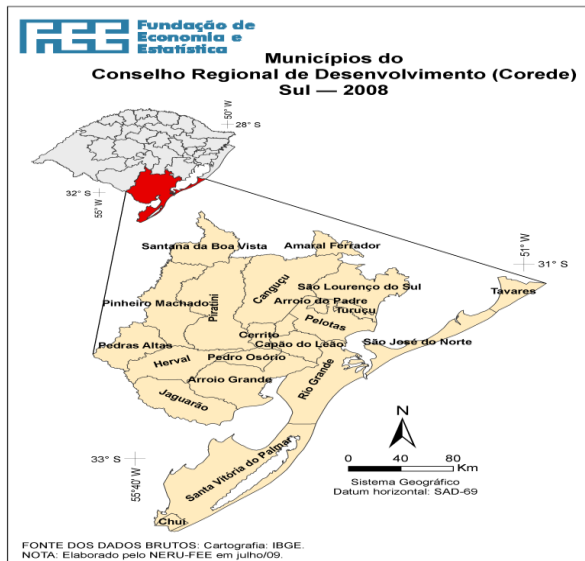 FEE Fundação de
Economia e
Estatística
Municípios do
Conselho Regional de Desenvolvimento (Corede)
Sul — 2008
50° W
28° S
32° S
55° W
51° W
31° S
Santana da Boa Vista
Amaral Ferrador
Tavares
São Lourenço do Sul
Canguçu
Pinheiro Machado
Piratini
Arroio do Padre
Turuçu
Pelotas
Cerrito
São José do Norte
Pedras Altas
Capão do Leão
Herval
Pedro Osório
Rio Grande
Arroio Grande
Jaguarão
N
33° S
55°40' W
Santa Vitória do Palmar
0 40 80
Km
Sistema Geográfico
Datum horizontal: SAD-69
Chuí
FONTE DOS DADOS BRUTOS: Cartografia: IBGE.
NOTA: Elaborado pelo NERU-FEE em julho/09.